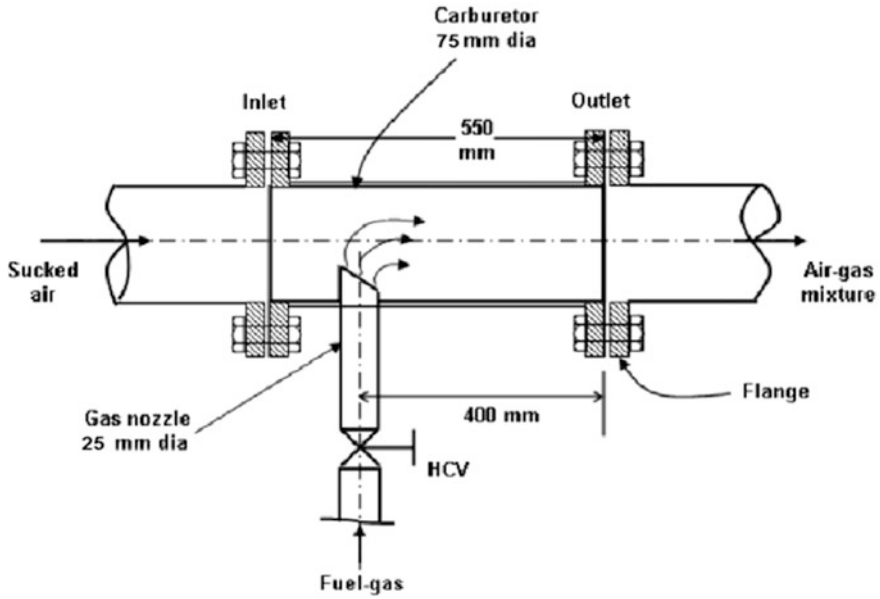 Carburetor
75 mm dia
Inlet
Outlet
550
mm
Sucked
air
Air-gas
mixture
Gas nozzle
25 mm dia
400 mm
Flange
HCV
Fuel-gas